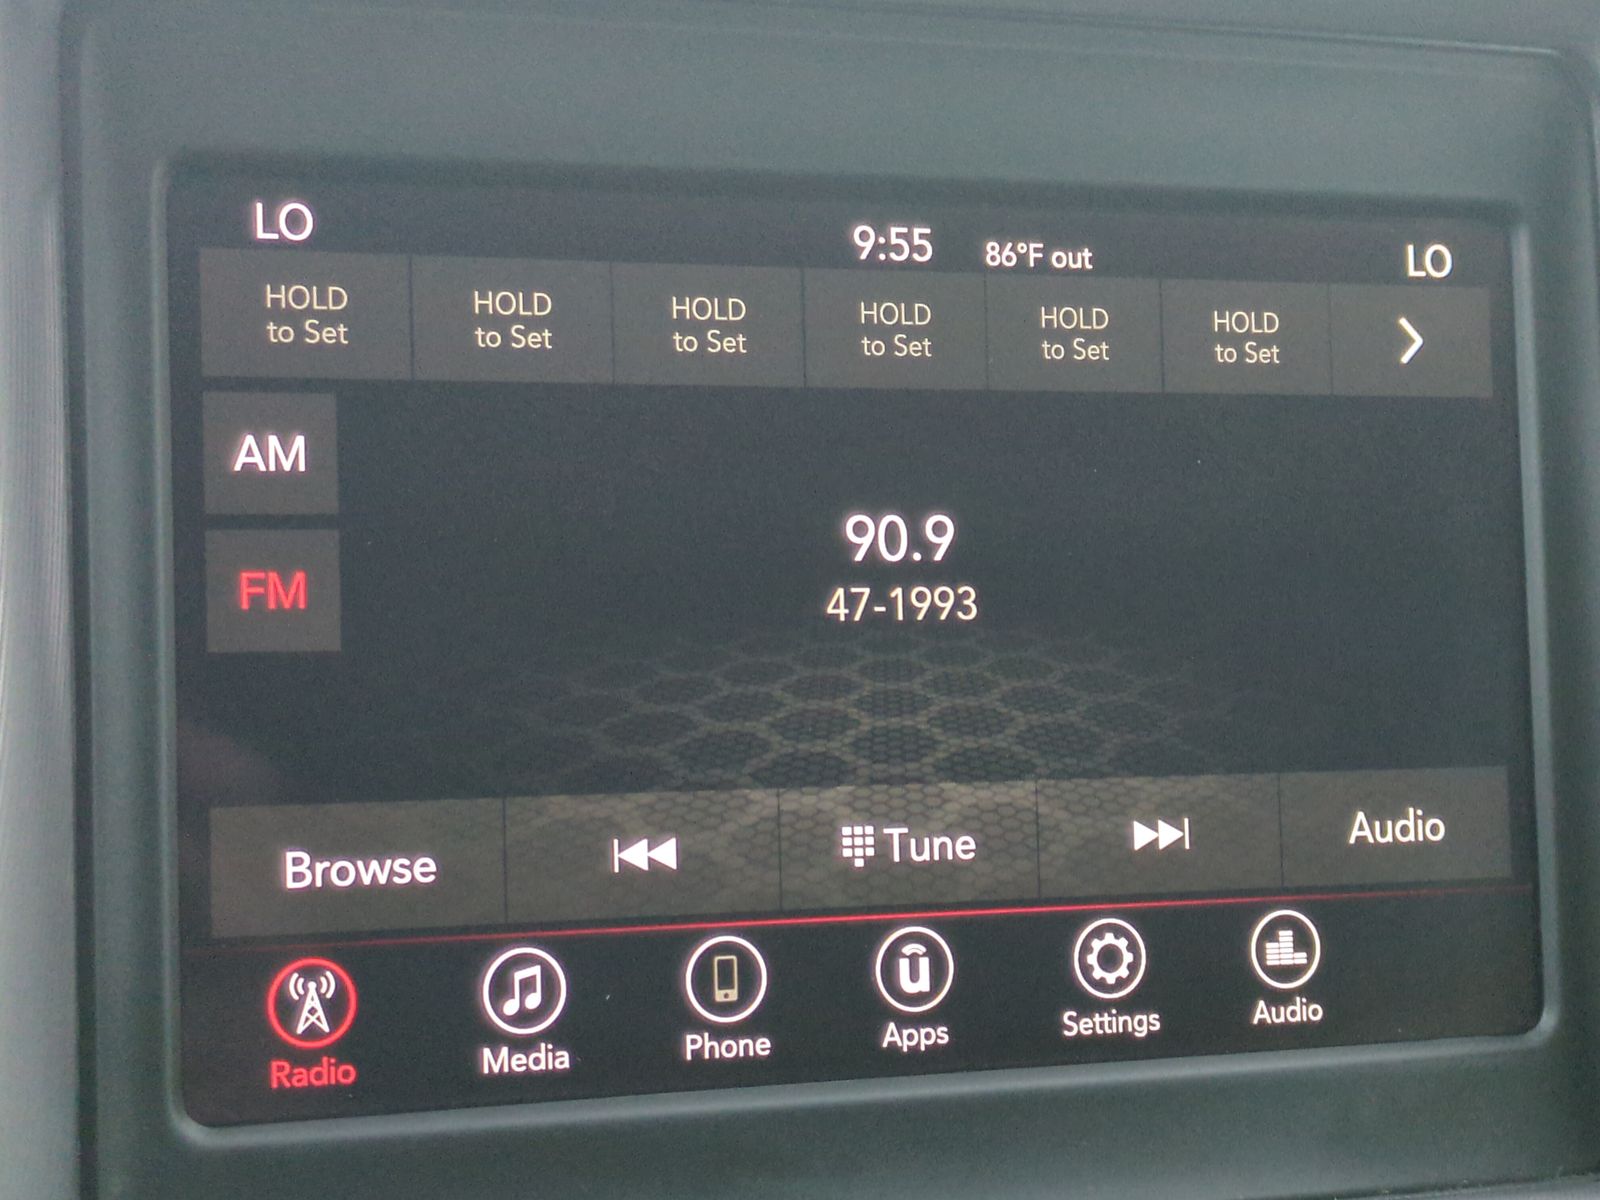 LO
9:55
86°F out
LO
HOLD
to Set
HOLD
to Set
HOLD
to Set
HOLD
to Set
HOLD
to Set
HOLD
to Set
AM
FM
90.9
47-1993
Browse
Tune
Audio
Radio
Media
Phone
u
Apps
Settings
Audio